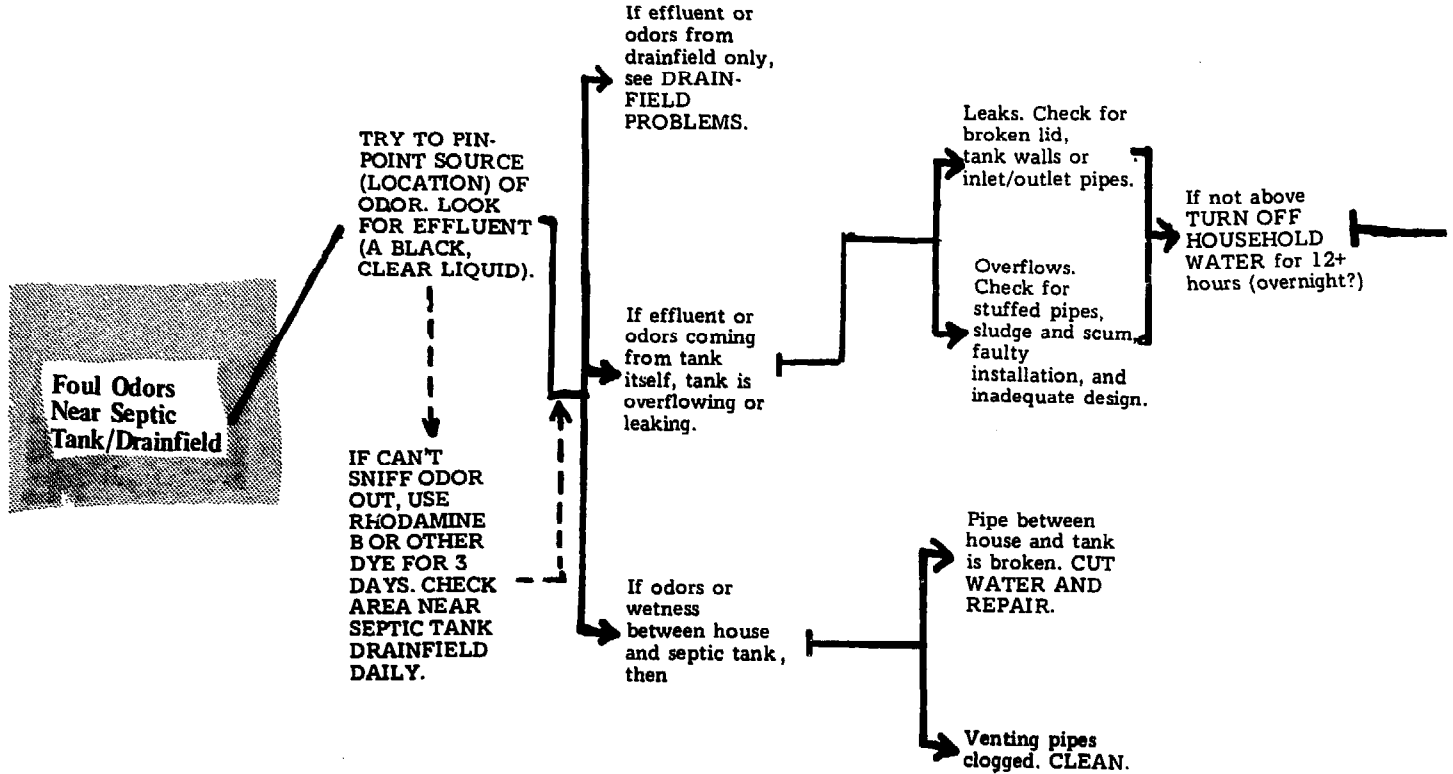 Foul Odors
Near Septic
Tank/Drainfield
TRY TO PIN-
POINT SOURCE
(LOCATION) OF
ODOR. LOOK
FOR EFFLUENT
(A BLACK,
CLEAR LIQUID).
IF CAN'T
SNIFF ODOR
OUT, USE
RHODAMINE
B OR OTHER
DYE FOR 3
DAYS. CHECK
AREA NEAR
SEPTIC TANK
DRAINFIELD
DAILY.
If effluent or
odors from
drainfield only,
see DRAIN-
FIELD
PROBLEMS.
If effluent or
odors coming
from tank
itself, tank is
overflowing or
leaking.
If odors or
wetness
between house
and septic tank,
then
Leaks. Check for
broken lid,
tank walls or
inlet/outlet pipes.
Overflows.
Check for
stuffed pipes,
sludge and scum,
faulty
installation, and
inadequate design.
If not above
TURN OFF
HOUSEHOLD
WATER for 12+
hours (overnight?)
Pipe between
house and tank
is broken. CUT
WATER AND
REPAIR.
Venting pipes
clogged. CLEAN.